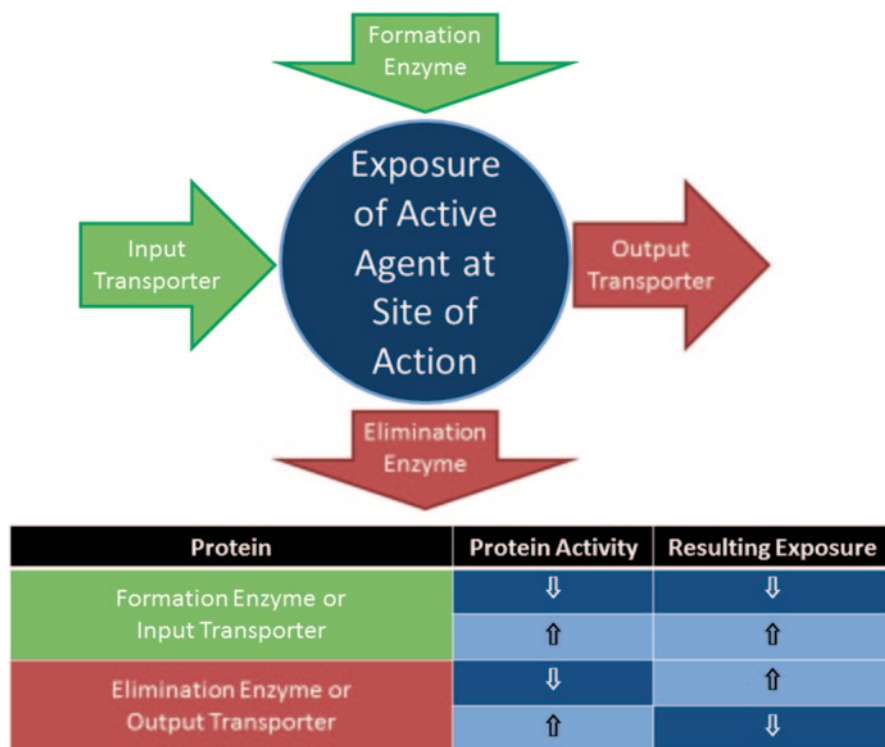 Formation
Enzyme
Exposure
of Active
Agent at
Site of
Action
Input
Transporter
Output
Transporter
Elimination
Enzyme
Protein Protein Activity Resulting Exposure
Formation Enzyme or
Input Transporter
⇩ ⇩
⇧ ⇧
Elimination Enzyme or
Output Transporter
⇩ ⇧
⇧ ⇩